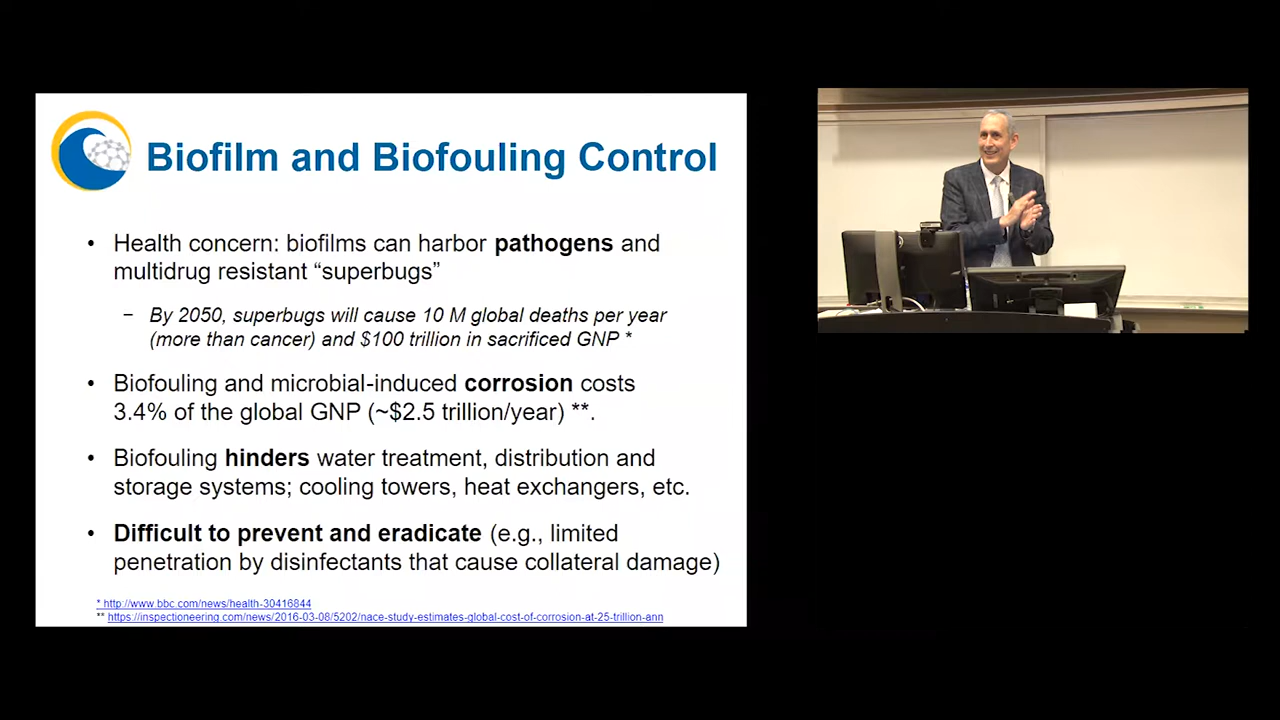 Biofilm and Biofouling Control
• Health concern: biofilms can harbor pathogens and
multidrug resistant “superbugs”
− By 2050, superbugs will cause 10 M global deaths per year
(more than cancer) and $100 trillion in sacrificed GNP *
• Biofouling and microbial-induced corrosion costs
3.4% of the global GNP (~$2.5 trillion/year) **.
• Biofouling hinders water treatment, distribution and
storage systems; cooling towers, heat exchangers, etc.
• Difficult to prevent and eradicate (e.g., limited
penetration by disinfectants that cause collateral damage)
* http://www.bbc.com/news/health-30416844
** https://inspectioneering.com/news/2016-03-08/5202/nace-study-estimates-global-cost-of-corrosion-at-25-trillion-ann